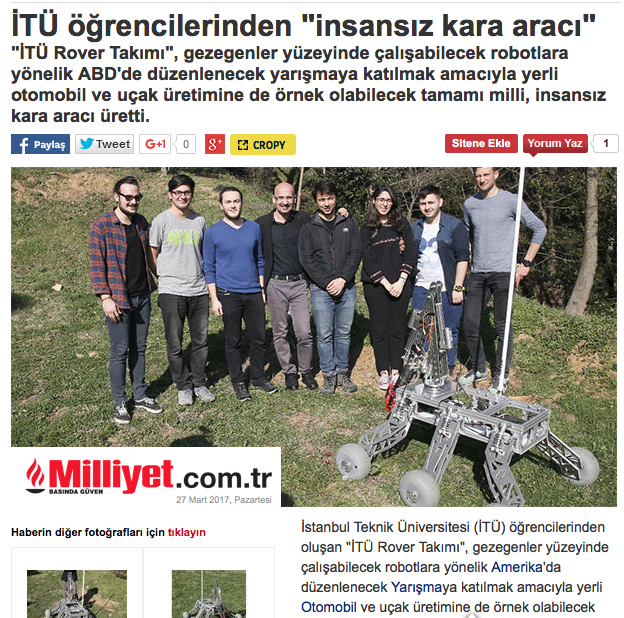 İTÜ öğrencilerinden "insansız kara aracı"
"İTÜ Rover Takımı", gezegenler yüzeyinde çalışabilecek robotlara
yönelik ABD'de düzenlenecek yarışmaya katılmak amacıyla yerli
otomobil ve uçak üretimine de örnek olabilecek tamamı milli, insansız
kara aracı üretti.
f Paylaş Tweet G+1 0 g+ CROPY Sitene Ekle Yorum Yaz 1
Milliyet.com.tr
BASINDA GÜVEN
27 Mart 2017, Pazartesi
Haberin diğer fotoğrafları için tıklayın
İstanbul Teknik Üniversitesi (İTÜ) öğrencilerinden
oluşan "İTÜ Rover Takımı", gezegenler yüzeyinde
çalışabilecek robotlara yönelik Amerika'da
düzenlenecek Yarışmaya katılmak amacıyla yerli
Otomobil ve uçak üretimine de örnek olabilecek